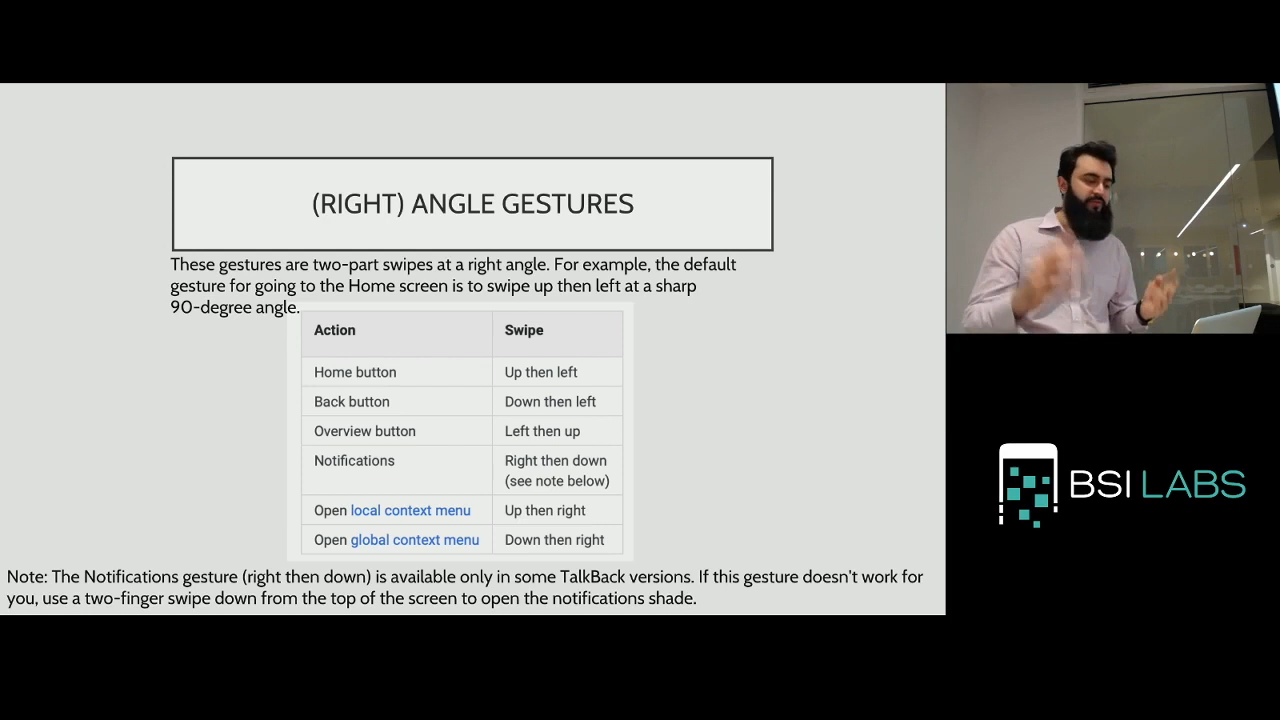 (RIGHT) ANGLE GESTURES
These gestures are two-part swipes at a right angle. For example, the default
gesture for going to the Home screen is to swipe up then left at a sharp
90-degree angle.
Action Swipe
Home button Up then left
Back button Down then left
Overview button Left then up
Notifications Right then down
(see note below)
Open local context menu Up then right
Open global context menu Down then right
Note: The Notifications gesture (right then down) is available only in some TalkBack versions. If this gesture doesn't work for
you, use a two-finger swipe down from the top of the screen to open the notifications shade.
BSI LABS